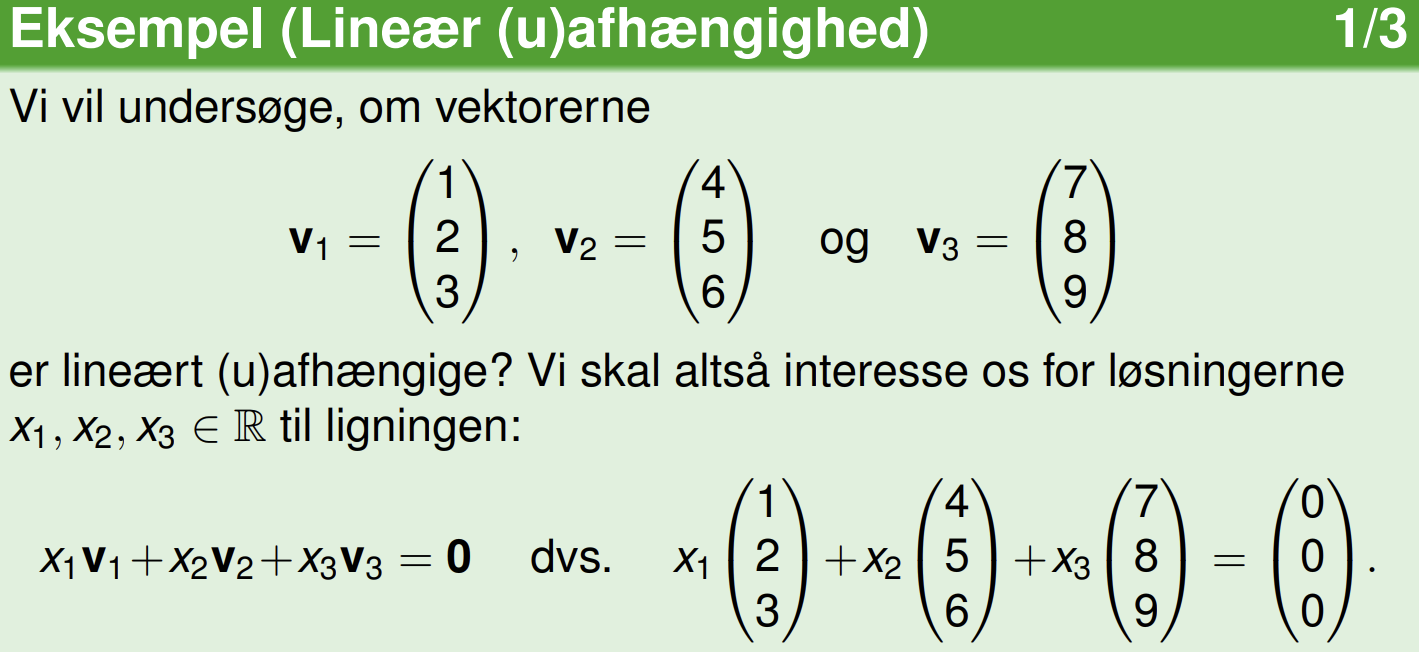 Eksempel (Lineær (u)afhængighed) 1/3
Vi vil undersøge, om vektorerne
v₁ = (1 2 3), v₂ = (4 5 6) og v₃ = (7 8 9)
er lineært (u)afhængige? Vi skal altså interesse os for løsningerne
x₁, x₂, x₃ ∈ ℝ til ligningen:
x₁v₁+x₂v₂+x₃v₃ = 0 dvs. x₁(1 2 3)+x₂(4 5 6)+x₃(7 8 9) = (0 0 0).